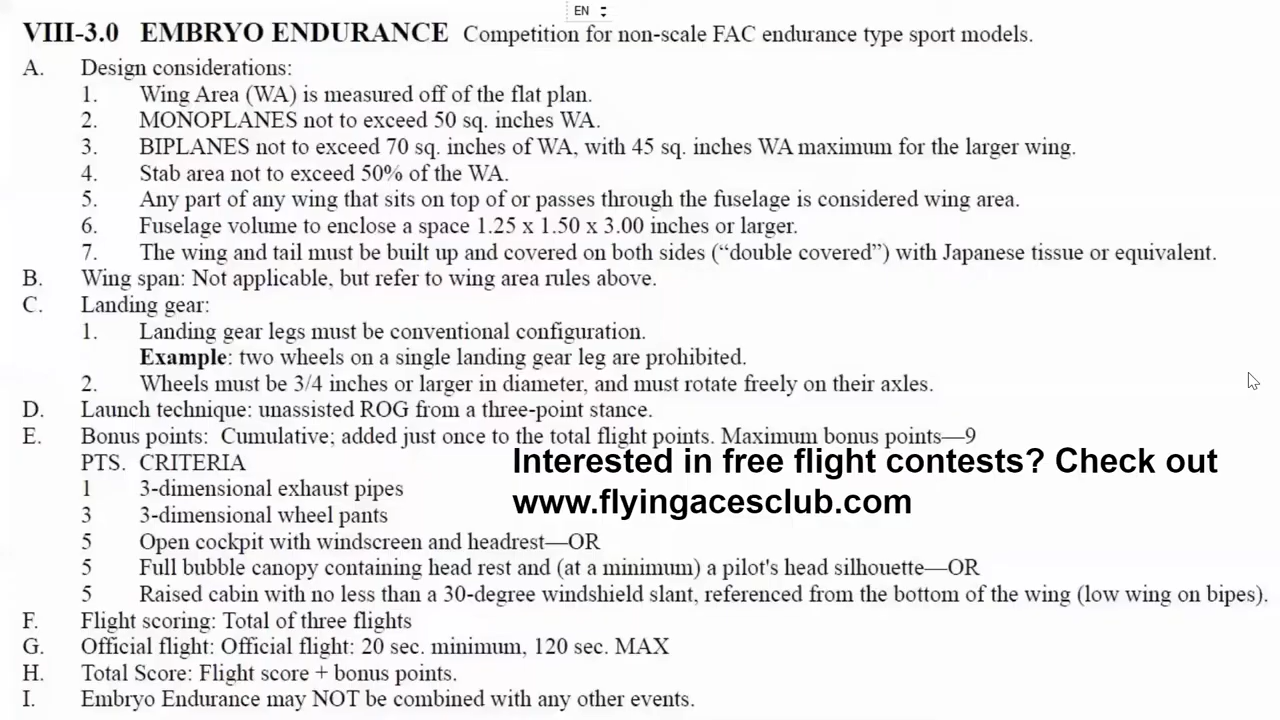 EN
VIII-3.0 EMBRYO ENDURANCE Competition for non-scale FAC endurance type sport models.
A. Design considerations:
1. Wing Area (WA) is measured off of the flat plan.
2. MONOPLANES not to exceed 50 sq. inches WA.
3. BIPLANES not to exceed 70 sq. inches of WA, with 45 sq. inches WA maximum for the larger wing.
4. Stab area not to exceed 50% of the WA.
5. Any part of any wing that sits on top of or passes through the fuselage is considered wing area.
6. Fuselage volume to enclose a space 1.25 x 1.50 x 3.00 inches or larger.
7. The wing and tail must be built up and covered on both sides (“double covered”) with Japanese tissue or equivalent.
B. Wing span: Not applicable, but refer to wing area rules above.
C. Landing gear:
1. Landing gear legs must be conventional configuration.
Example: two wheels on a single landing gear leg are prohibited.
2. Wheels must be 3/4 inches or larger in diameter, and must rotate freely on their axles.
D. Launch technique: unassisted ROG from a three-point stance.
E. Bonus points: Cumulative; added just once to the total flight points. Maximum bonus points—9
PTS. CRITERIA
1 3-dimensional exhaust pipes
3 3-dimensional wheel pants
5 Open cockpit with windscreen and headrest—OR
5 Full bubble canopy containing head rest and (at a minimum) a pilot's head silhouette—OR
5 Raised cabin with no less than a 30-degree windshield slant, referenced from the bottom of the wing (low wing on bipes).
F. Flight scoring: Total of three flights
G. Official flight: Official flight: 20 sec. minimum, 120 sec. MAX
H. Total Score: Flight score + bonus points.
I. Embryo Endurance may NOT be combined with any other events.
Interested in free flight contests? Check out
www.flyingacesclub.com